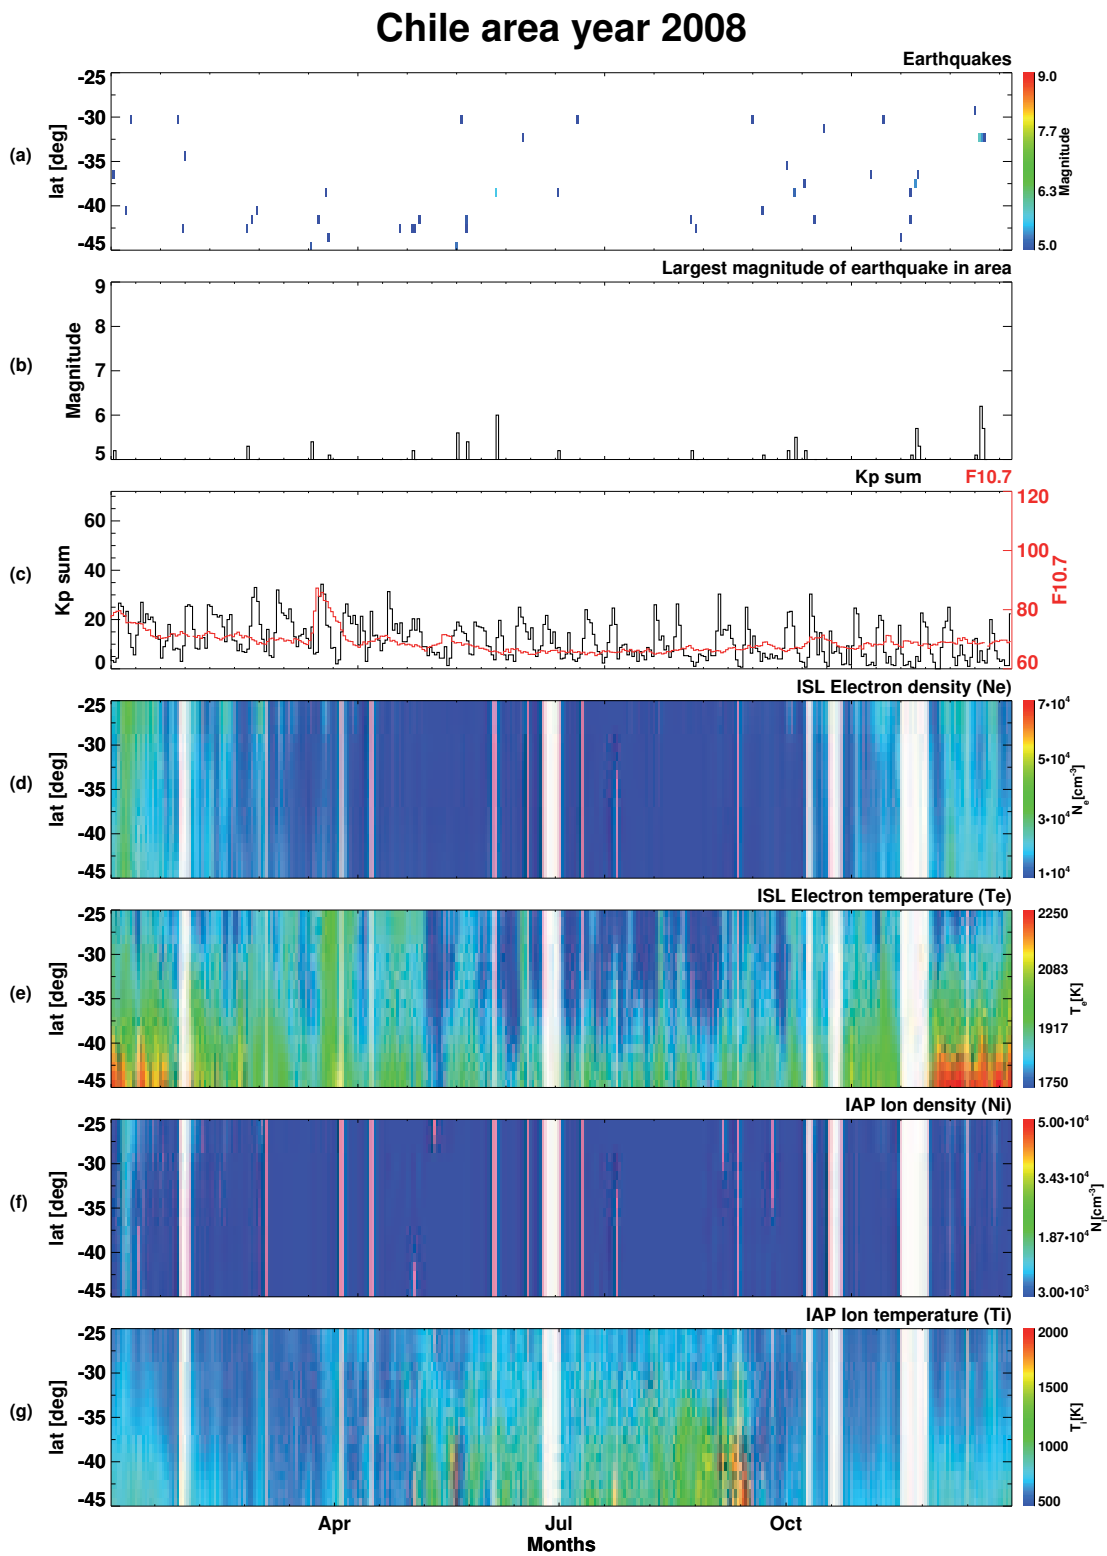 Chile area year 2008
Earthquakes
(a)
lat [deg]
-25
-30
-35
-40
-45
9.0
7.7
6.3
5.0
Magnitude
Largest magnitude of earthquake in area
(b)
Magnitude
9
8
7
6
5
Kp sum F10.7
(c)
Kp sum
60
40
20
0
120
100
80
60
F10.7
ISL Electron density (Ne)
(d)
lat [deg]
-25
-30
-35
-40
-45
7•10⁴
5•10⁴
3•10⁴
1•10⁴
Nₑ[cm⁻³]
ISL Electron temperature (Te)
(e)
lat [deg]
-25
-30
-35
-40
-45
2250
2083
1917
1750
Tₑ[K]
IAP Ion density (Ni)
(f)
lat [deg]
-25
-30
-35
-40
-45
5.00•10⁴
3.43•10⁴
1.87•10⁴
3.00•10³
Nᵢ[cm⁻³]
IAP Ion temperature (Ti)
(g)
lat [deg]
-25
-30
-35
-40
-45
2000
1500
1000
500
Tᵢ[K]
Apr Jul Oct
Months